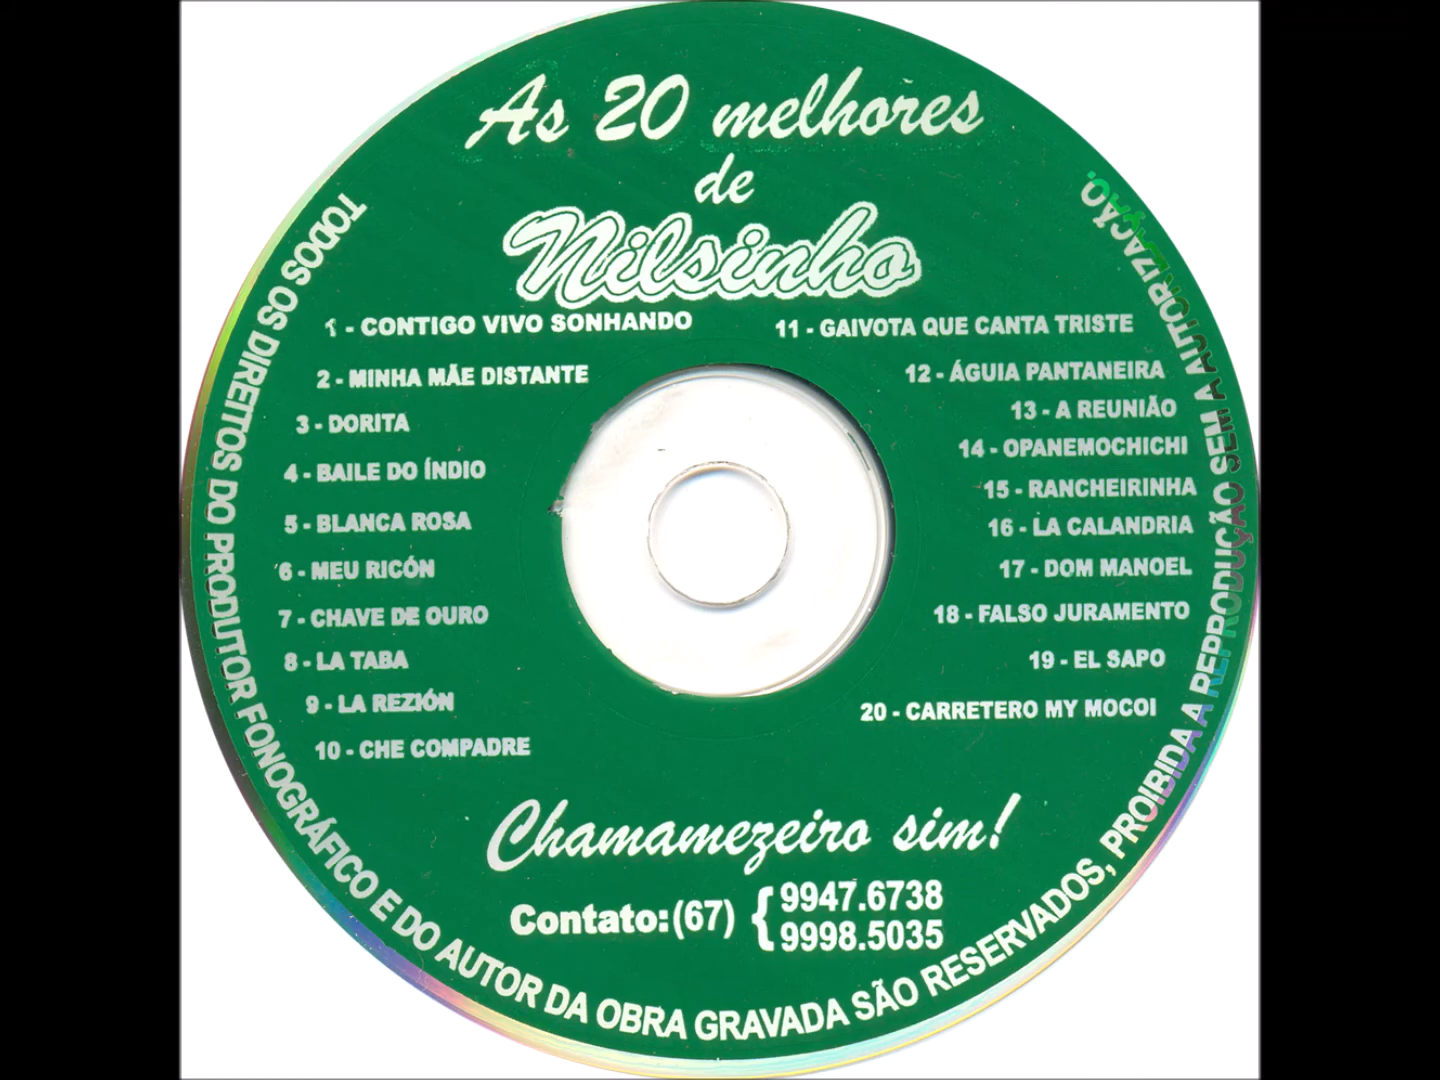 As 20 melhores
de
Nilsinho
1 - CONTIGO VIVO SONHANDO
2 - MINHA MÃE DISTANTE
3 - DORITA
4 - BAILE DO ÍNDIO
5 - BLANCA ROSA
6 - MEU RICÓN
7 - CHAVE DE OURO
8 - LA TABA
9 - LA REZIÓN
10 - CHE COMPADRE
11 - GAIVOTA QUE CANTA TRISTE
12 - ÁGUIA PANTANEIRA
13 - A REUNIÃO
14 - OPANEMOCHICHI
15 - RANCHEIRINHA
16 - LA CALANDRIA
17 - DOM MANOEL
18 - FALSO JURAMENTO
19 - EL SAPO
20 - CARRETERO MY MOCOI
Chamamezeiro sim!
Contato: (67) { 9947.6738
9998.5035
TODOS OS DIREITOS DO PRODUTOR FONOGRÁFICO E DO AUTOR DA OBRA GRAVADA SÃO RESERVADOS, PROIBIDA A REPRODUÇÃO SEM A AUTORIZAÇÃO.